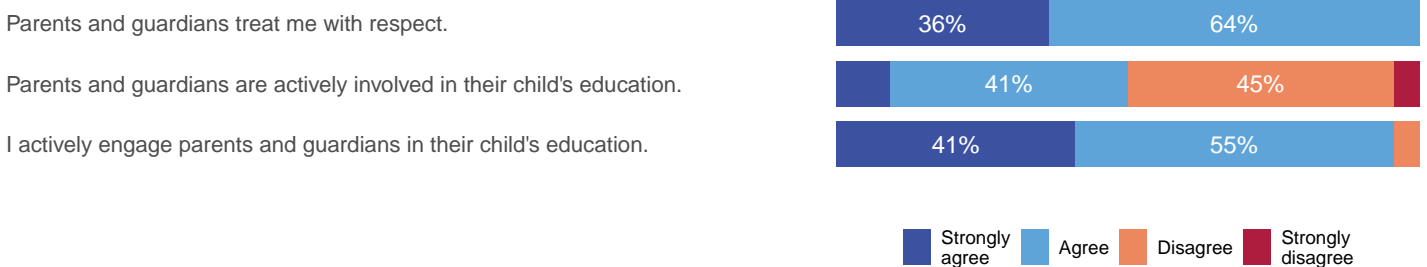 Parents and guardians treat me with respect.
36% 64%
Parents and guardians are actively involved in their child's education.
41% 45%
I actively engage parents and guardians in their child's education.
41% 55%
Strongly agree
Agree
Disagree
Strongly disagree